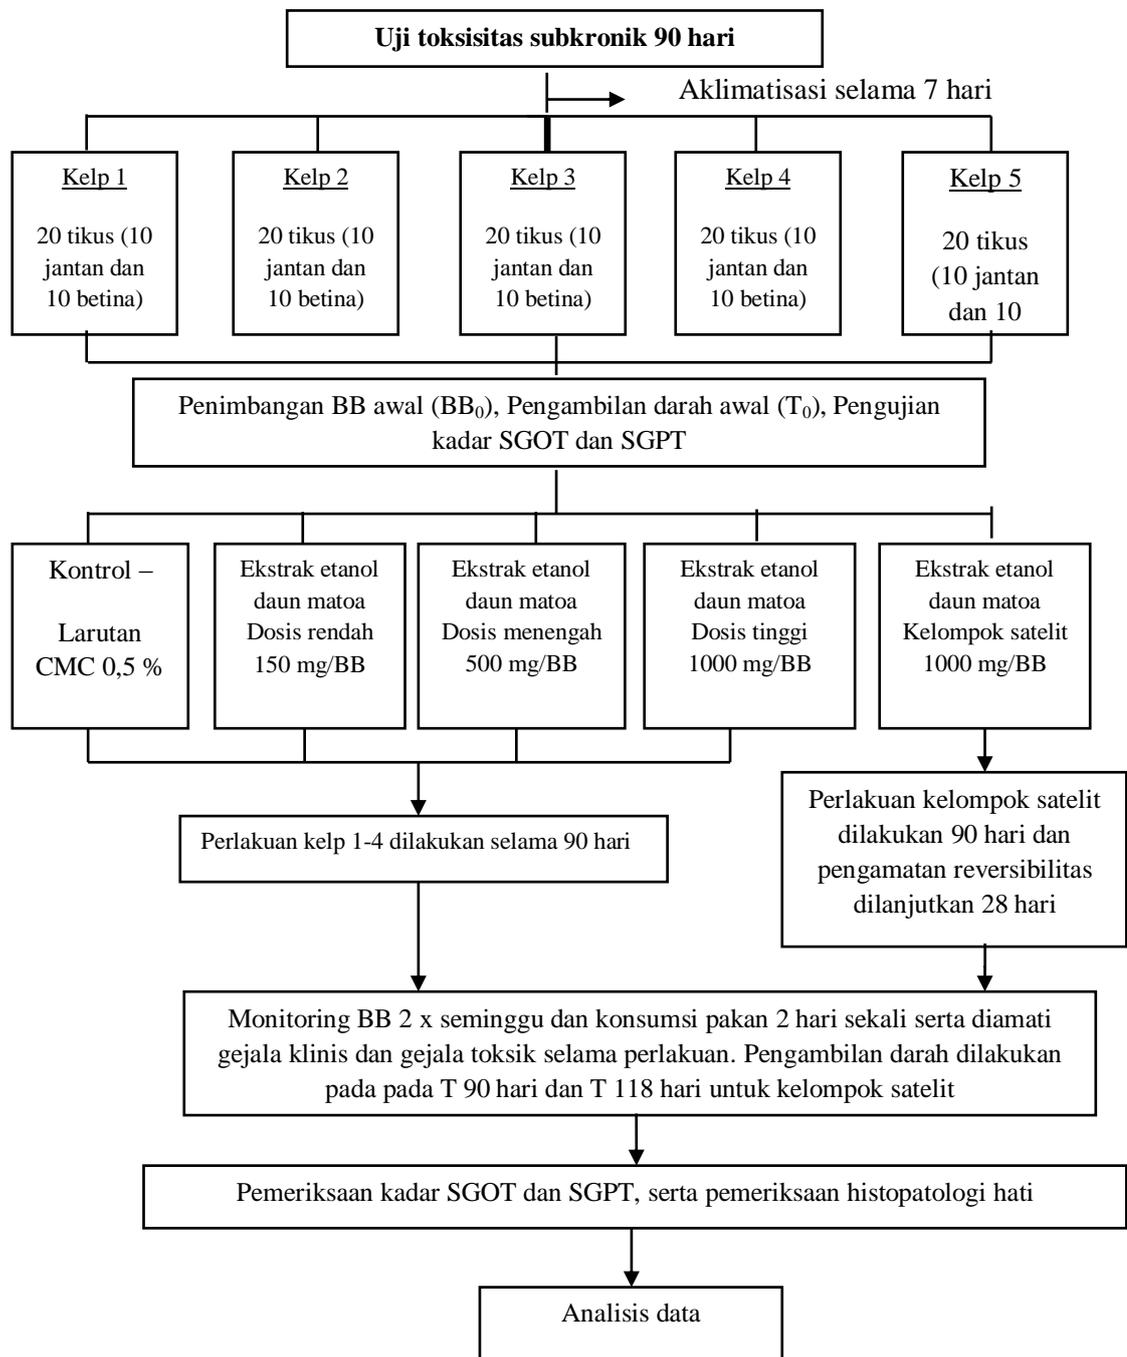 Uji toksisitas subkronik 90 hari
Aklimatisasi selama 7 hari
Kelp 1
20 tikus (10
jantan dan
10 betina)
Kelp 2
20 tikus (10
jantan dan
10 betina)
Kelp 3
20 tikus (10
jantan dan
10 betina)
Kelp 4
20 tikus (10
jantan dan
10 betina)
Kelp 5
20 tikus
(10 jantan
dan 10
Penimbangan BB awal (BB₀), Pengambilan darah awal (T₀), Pengujian
kadar SGOT dan SGPT
Kontrol –
Larutan
CMC 0,5 %
Ekstrak etanol
daun matoa
Dosis rendah
150 mg/BB
Ekstrak etanol
daun matoa
Dosis menengah
500 mg/BB
Ekstrak etanol
daun matoa
Dosis tinggi
1000 mg/BB
Ekstrak etanol
daun matoa
Kelompok satelit
1000 mg/BB
Perlakuan kelp 1-4 dilakukan selama 90 hari
Perlakuan kelompok satelit
dilakukan 90 hari dan
pengamatan reversibilitas
dilanjutkan 28 hari
Monitoring BB 2 x seminggu dan konsumsi pakan 2 hari sekali serta diamati
gejala klinis dan gejala toksik selama perlakuan. Pengambilan darah dilakukan
pada pada T 90 hari dan T 118 hari untuk kelompok satelit
Pemeriksaan kadar SGOT dan SGPT, serta pemeriksaan histopatologi hati
Analisis data